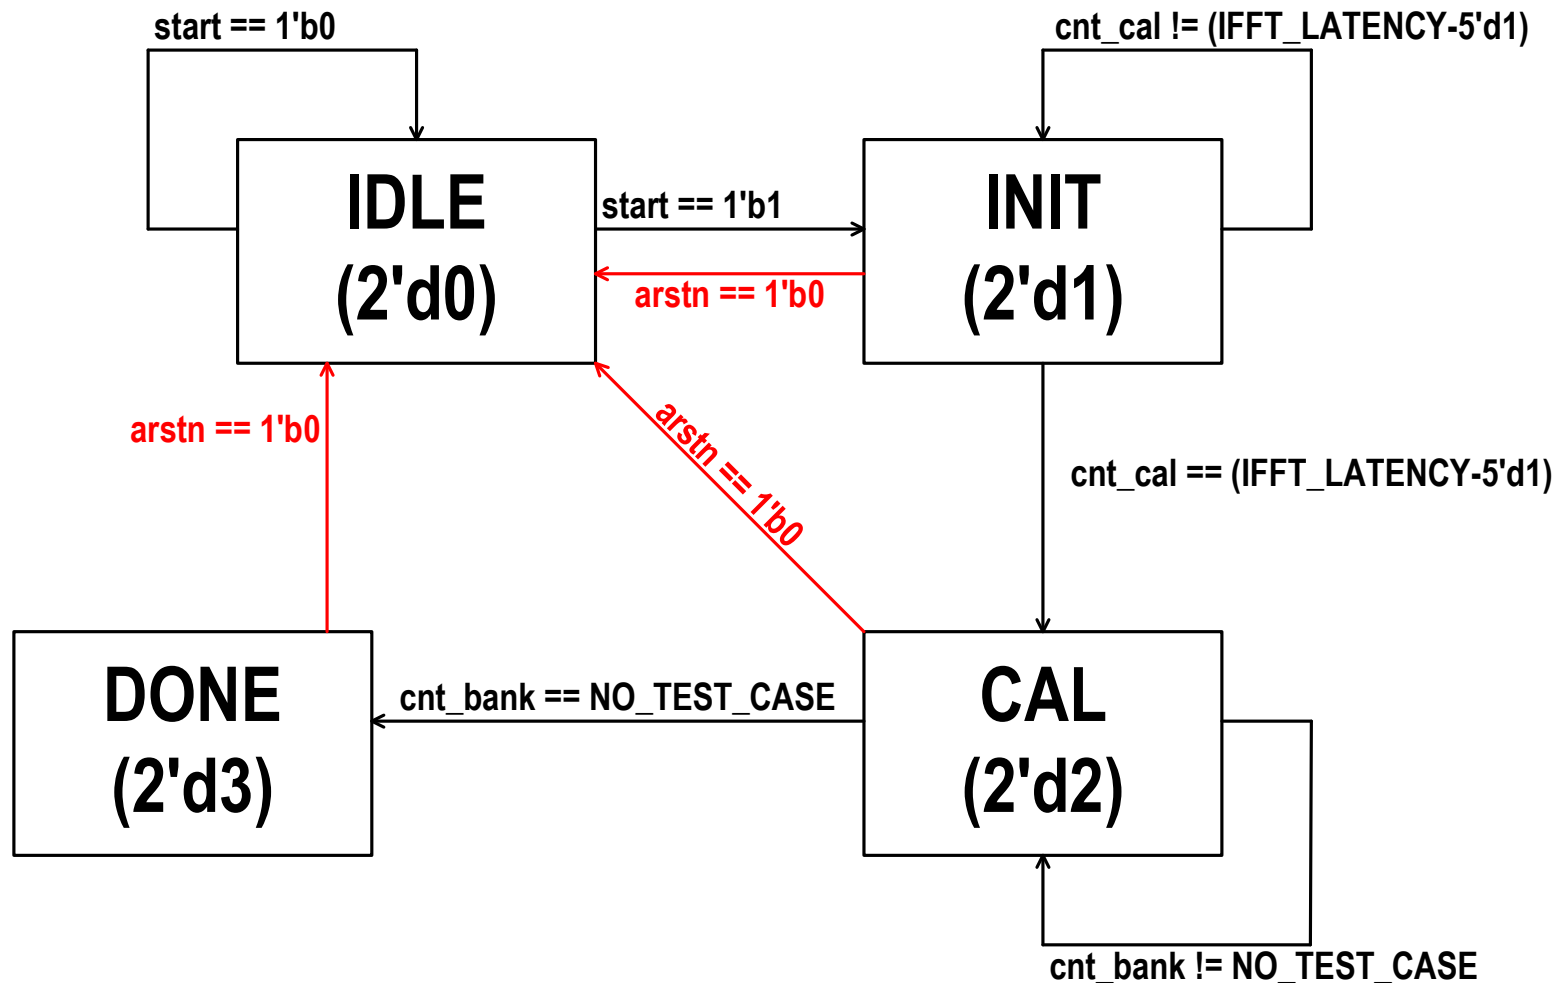 start == 1'b0
cnt_cal != (IFFT_LATENCY-5'd1)
IDLE
(2'd0)
start == 1'b1
arstn == 1'b0
INIT
(2'd1)
arstn == 1'b0
arstn == 1'b0
cnt_cal == (IFFT_LATENCY-5'd1)
DONE
(2'd3)
cnt_bank == NO_TEST_CASE
CAL
(2'd2)
cnt_bank != NO_TEST_CASE